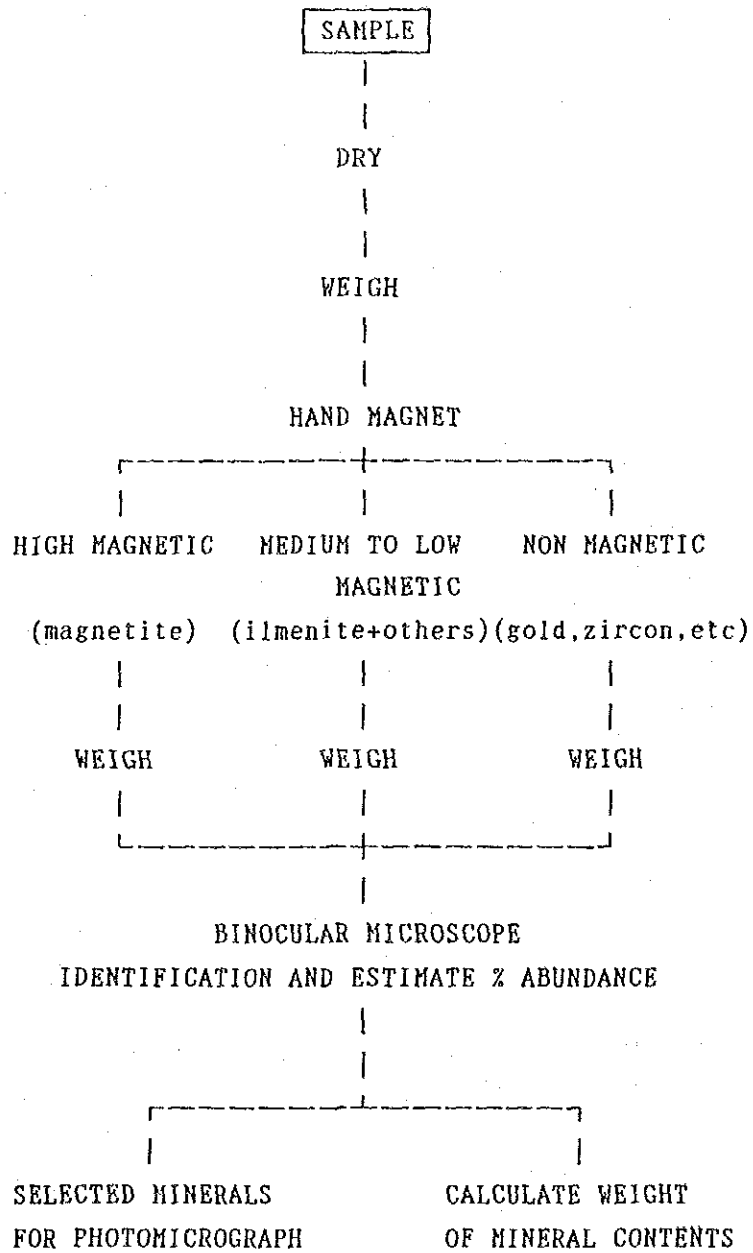 SAMPLE
DRY
WEIGH
HAND MAGNET
HIGH MAGNETIC MEDIUM TO LOW NON MAGNETIC
MAGNETIC
(magnetite) (ilmenite+others)(gold,zircon,etc)
WEIGH WEIGH WEIGH
BINOCULAR MICROSCOPE
IDENTIFICATION AND ESTIMATE % ABUNDANCE
SELECTED MINERALS CALCULATE WEIGHT
FOR PHOTOMICROGRAPH OF MINERAL CONTENTS